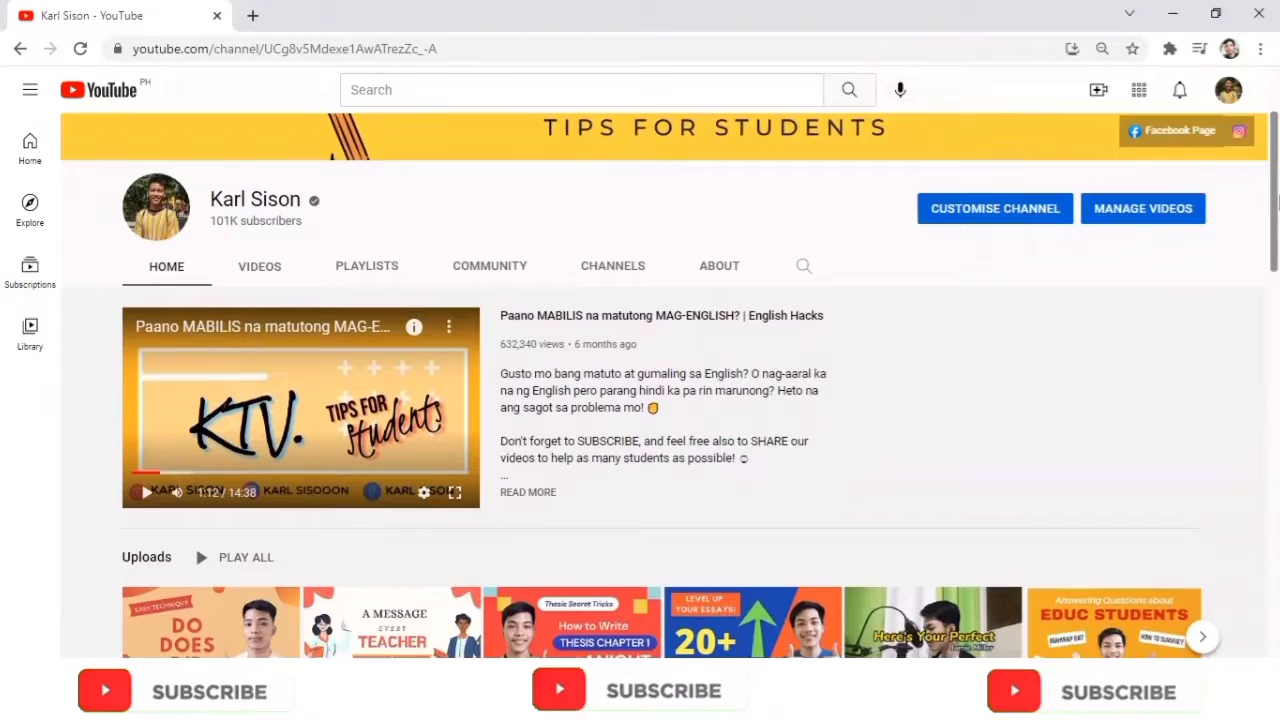 Karl Sison - YouTube
youtube.com/channel/UCg8v5Mdexe1AwATrezZc_-A
YouTube PH
Search
TIPS FOR STUDENTS
Facebook Page
Home
Explore
Subscriptions
Library
Karl Sison
101K subscribers
CUSTOMISE CHANNEL
MANAGE VIDEOS
HOME VIDEOS PLAYLISTS COMMUNITY CHANNELS ABOUT
Paano MABILIS na matutong MAG-E...
KTV.
TIPS FOR
students
KARL SISOOON
1:12 / 14:38
Paano MABILIS na matutong MAG-ENGLISH? | English Hacks
632,340 views • 6 months ago
Gusto mo bang matuto at gumaling sa English? O nag-aaral ka
na ng English pero parang hindi ka pa rin marunong? Heto na
ang sagot sa problema mo!
Don't forget to SUBSCRIBE, and feel free also to SHARE our
videos to help as many students as possible!
...
READ MORE
Uploads
PLAY ALL
EASY TECHNIQUE
DO
DOES
A MESSAGE
EVERY
TEACHER
Thesis Secret Tricks
How to Write
THESIS CHAPTER 1
LEVEL UP
YOUR ESSAYS!
20+
Here's Your Perfect
Answering Questions about
EDUC STUDENTS
SUBSCRIBE
SUBSCRIBE
SUBSCRIBE